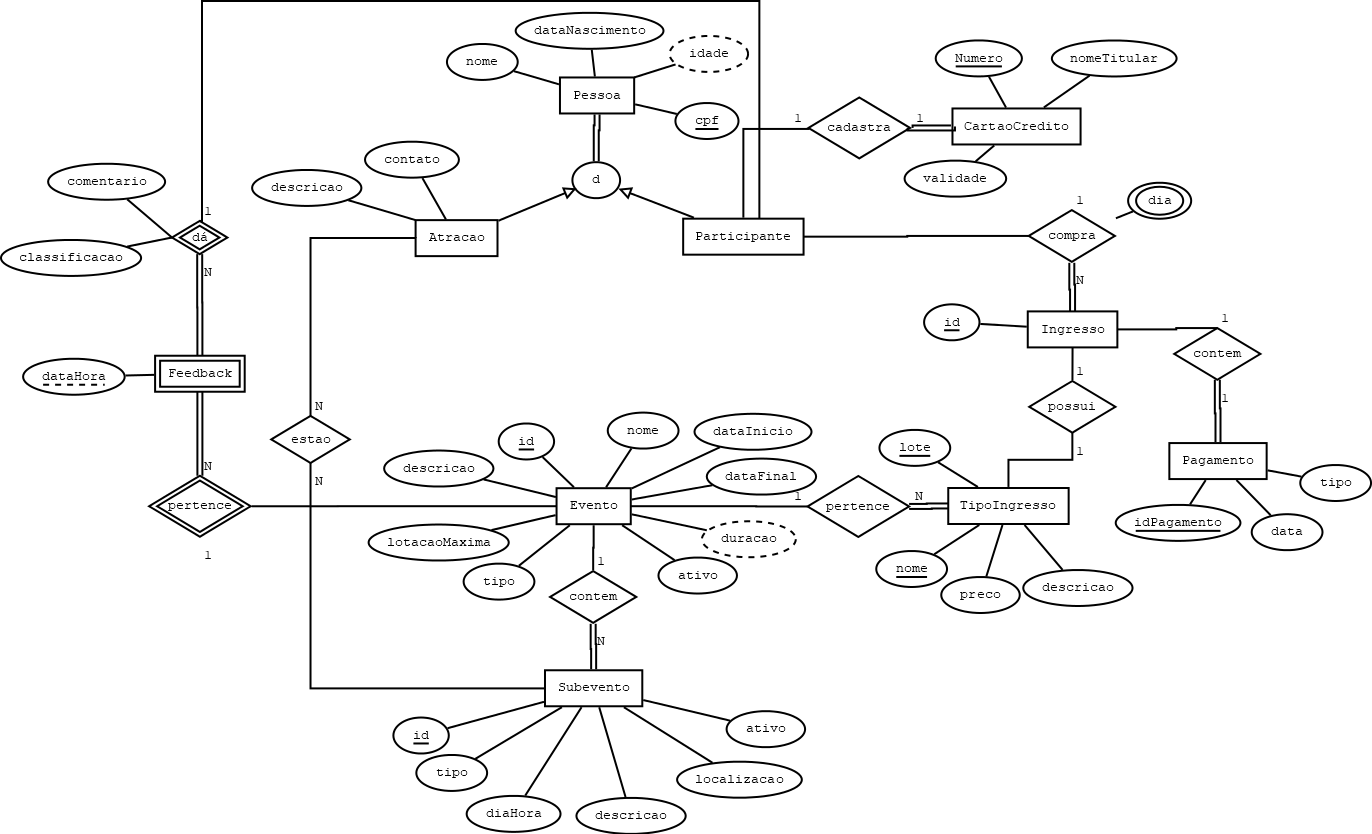 dataNascimento
nome
idade
Numero
nomeTitular
Pessoa
cpf
1
cadastra
1
CartaoCredito
contato
comentario
descricao
d
validade
dia
1
1
dá
Atracao
Participante
compra
classificacao
N
N
id
Ingresso
1
contem
dataHora
Feedback
1
possui
1
N
estao
id
nome
dataInicio
lote
1
descricao
N
N
dataFinal
Pagamento
tipo
1
N
pertence
Evento
pertence
TipoIngresso
lotacaoMaxima
duracao
idPagamento
data
1
1
tipo
ativo
nome
contem
preco
descricao
N
Subevento
id
ativo
tipo
localizacao
diaHora
descricao